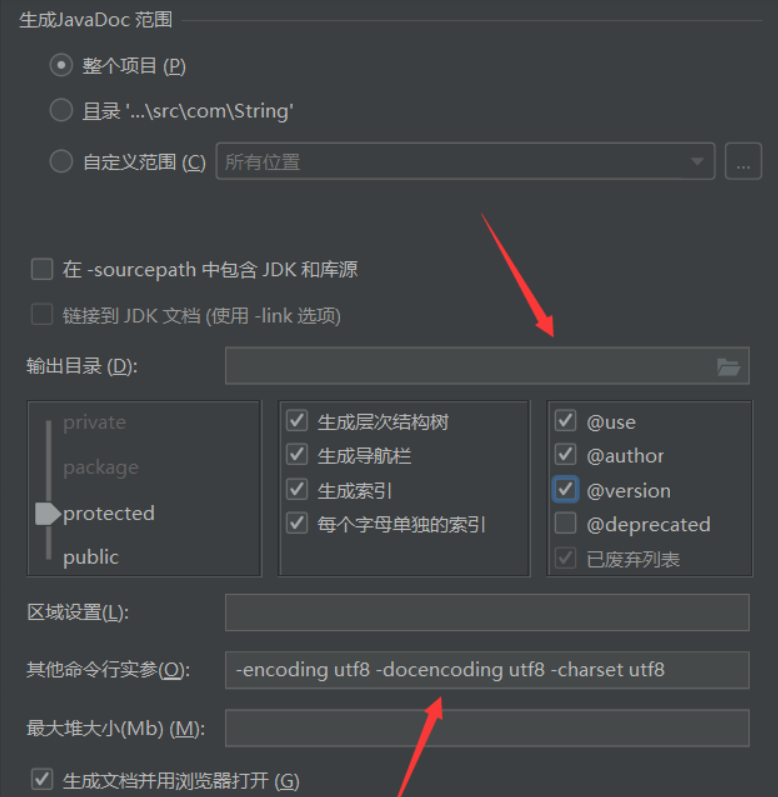 生成JavaDoc 范围
整个项目 (P)
目录 '...\src\com\String'
自定义范围 (C) 所有位置 ...
在 -sourcepath 中包含 JDK 和库源
链接到 JDK 文档 (使用 -link 选项)
输出目录 (D):
private 生成层次结构树 @use
package 生成导航栏 @author
protected 生成索引 @version
public 每个字母单独的索引 @deprecated
已废弃列表
区域设置(L):
其他命令行实参(O): -encoding utf8 -docencoding utf8 -charset utf8
最大堆大小(Mb) (M):
生成文档并用浏览器打开 (G)